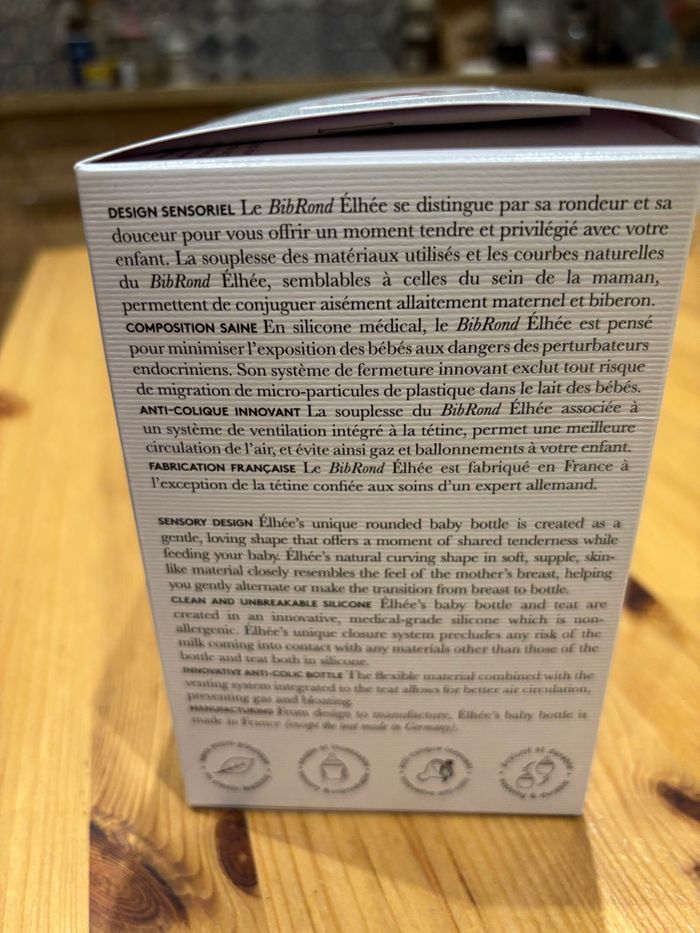 DESIGN SENSORIEL Le BibRond Élhée se distingue par sa rondeur et sa
douceur pour vous offrir un moment tendre et privilégié avec votre
enfant. La souplesse des matériaux utilisés et les courbes naturelles
du BibRond Élhée, semblables à celles du sein de la maman,
permettent de conjuguer aisément allaitement maternel et biberon.
COMPOSITION SAINE En silicone médical, le BibRond Élhée est pensé
pour minimiser l'exposition des bébés aux dangers des perturbateurs
endocriniens. Son système de fermeture innovant exclut tout risque
de migration de micro-particules de plastique dans le lait des bébés.
ANTI-COLIQUE INNOVANT La souplesse du BibRond Élhée associée à
un système de ventilation intégré à la tétine, permet une meilleure
circulation de l'air, et évite ainsi gaz et ballonnements à votre enfant.
FABRICATION FRANÇAISE Le BibRond Élhée est fabriqué en France à
l'exception de la tétine confiée aux soins d'un expert allemand.
SENSORY DESIGN Élhée's unique rounded baby bottle is created as a
gentle, loving shape that offers a moment of shared tenderness while
feeding your baby. Élhée's natural curving shape in soft, supple, skin-
like material closely resembles the feel of the mother's breast, helping
you gently alternate or make the transition from breast to bottle.
CLEAN AND UNBREAKABLE SILICONE Élhée's baby bottle and teat are
created in an innovative, medical-grade silicone which is non-
allergenic. Élhée's unique closure system precludes any risk of the
milk coming into contact with any materials other than those of the
bottle and teat both in silicone.
INNOVATIVE ANTI-COLIC BOTTLE The flexible material combined with the
venting system integrated to the teat allows for better air circulation,
preventing gas and bloating.
MANUFACTURING From design to manufacture, Élhée's baby bottle is
made in France (except the teat made in Germany).